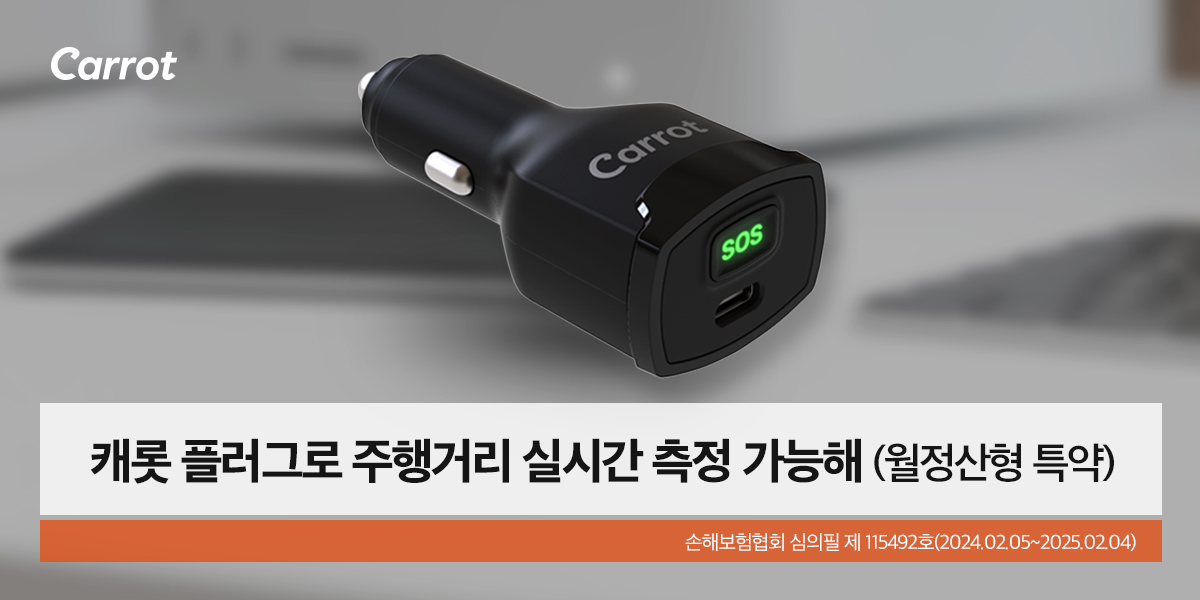 Carrot
Carrot
SOS
캐롯 플러그로 주행거리 실시간 측정 가능해 (월정산형 특약)
손해보험협회 심의필 제 115492호(2024.02.05~2025.02.04)